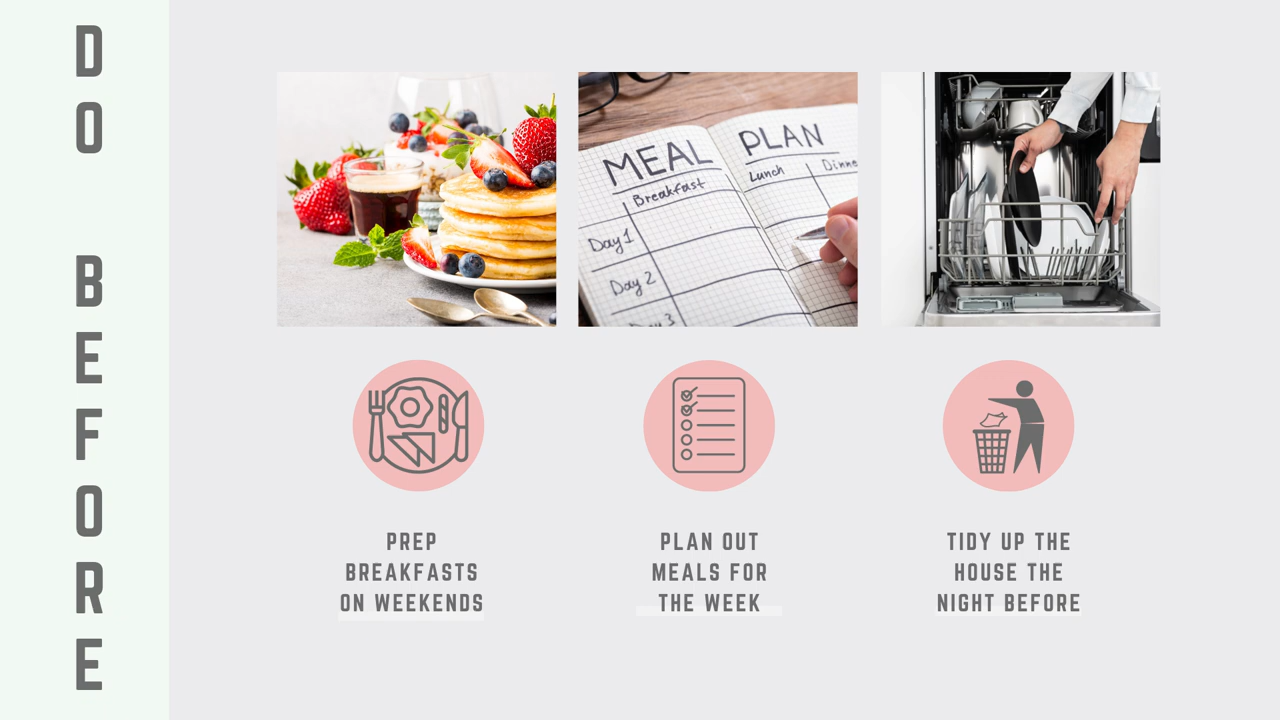 DO BEFORE
MEAL
PLAN
Breakfast
Lunch
Day 1
Day 2
PREP
BREAKFASTS
ON WEEKENDS
PLAN OUT
MEALS FOR
THE WEEK
TIDY UP THE
HOUSE THE
NIGHT BEFORE